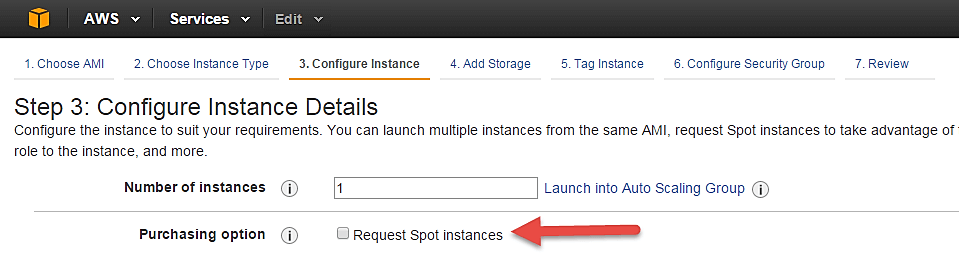 AWS Services Edit
1. Choose AMI 2. Choose Instance Type 3. Configure Instance 4. Add Storage 5. Tag Instance 6. Configure Security Group 7. Review
Step 3: Configure Instance Details
Configure the instance to suit your requirements. You can launch multiple instances from the same AMI, request Spot instances to take advantage of
role to the instance, and more.
Number of instances i 1 Launch into Auto Scaling Group i
Purchasing option i Request Spot instances